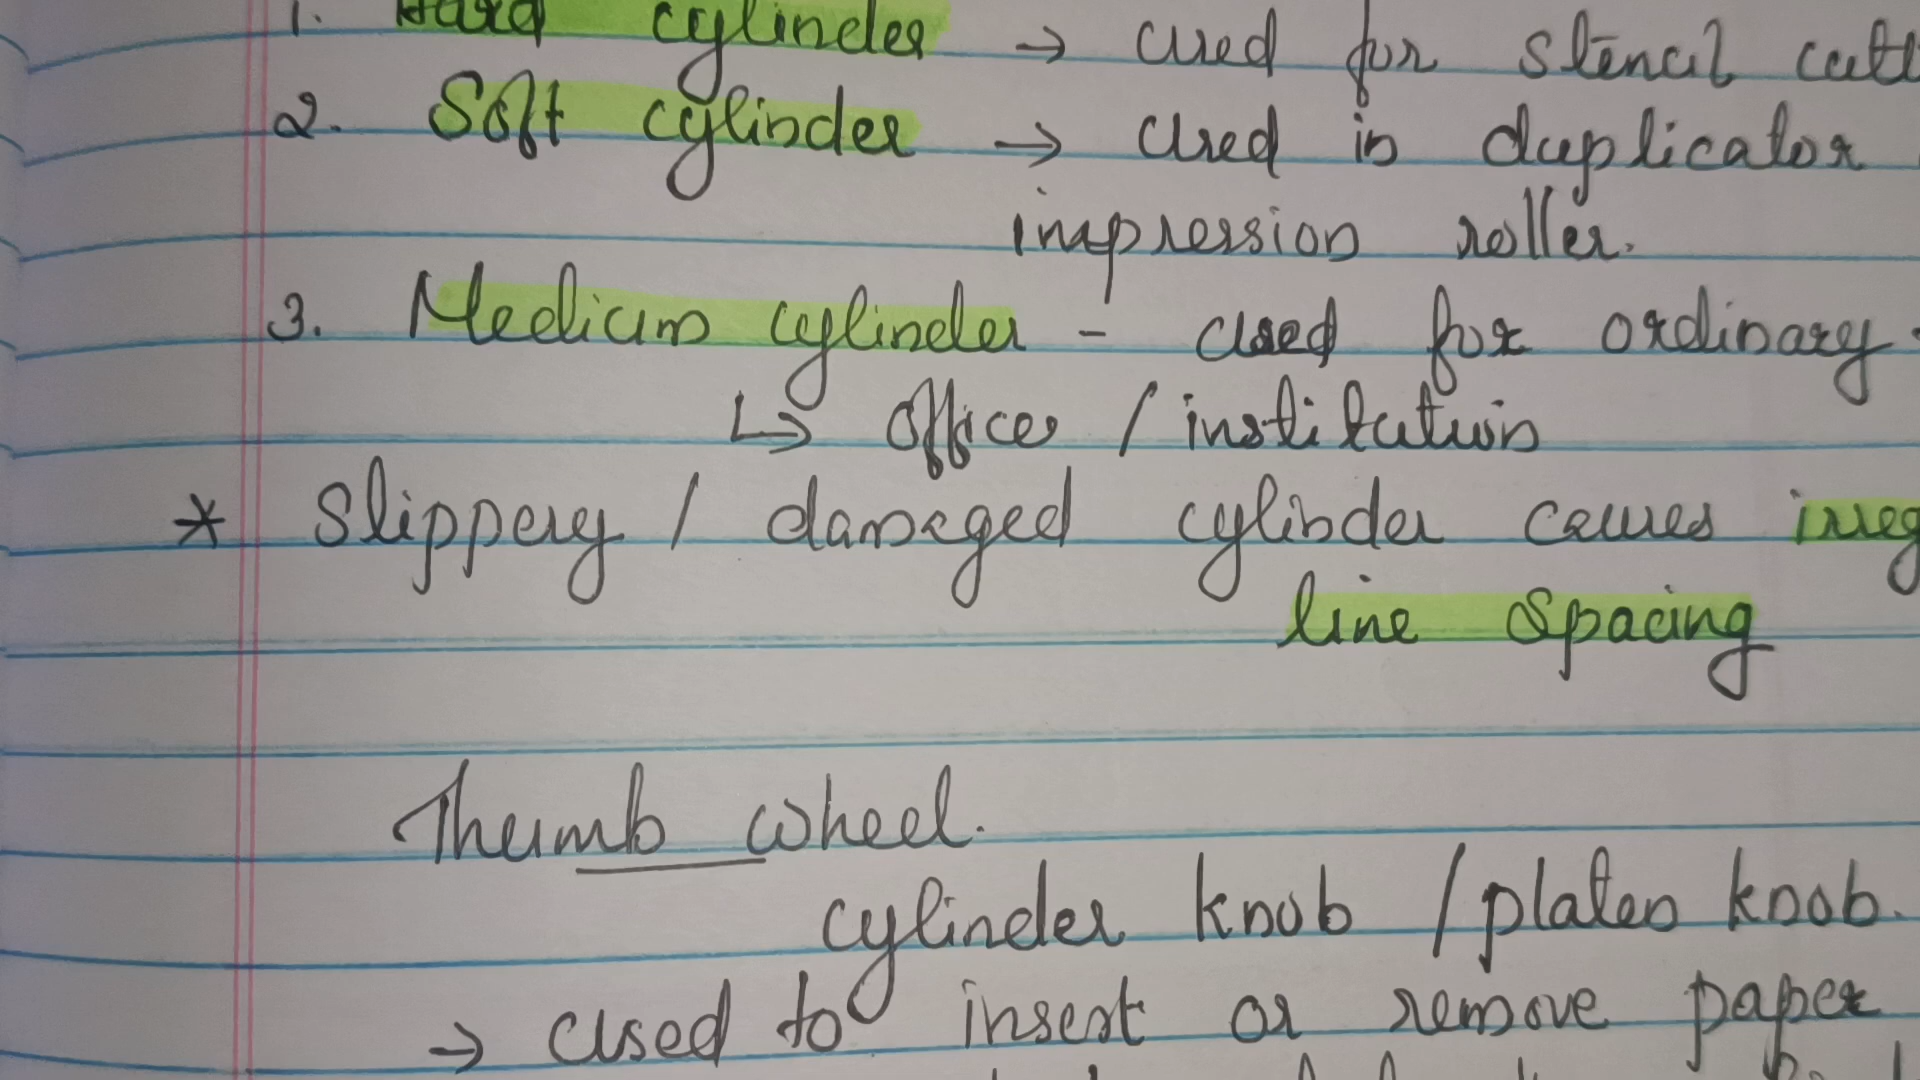 1. Hard cylinder → used for stencil
2. Soft cylinder → used in duplicator
impression roller.
3. Medium cylinder - used for ordinary
↳ Offices / institution
* Slippery / damaged cylinder causes
line spacing
Thumb wheel.
cylinder knob / platen knob.
→ used to insert or remove paper